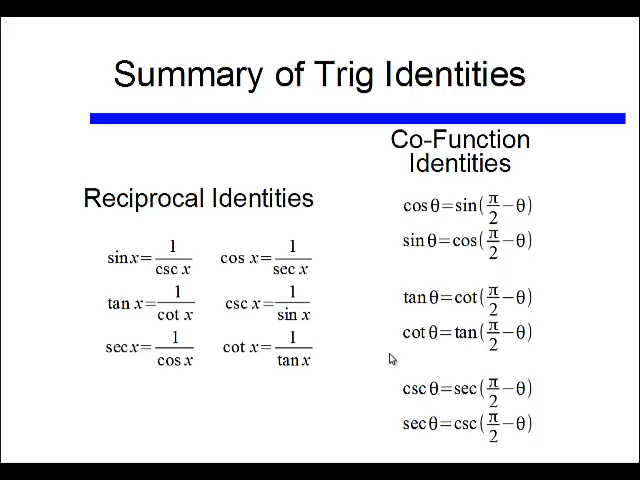 Summary of Trig Identities
Reciprocal Identities
sin x = 1/csc x   cos x = 1/sec x
tan x = 1/cot x   csc x = 1/sin x
sec x = 1/cos x   cot x = 1/tan x
Co-Function
Identities
cos θ = sin(π/2 − θ)
sin θ = cos(π/2 − θ)
tan θ = cot(π/2 − θ)
cot θ = tan(π/2 − θ)
csc θ = sec(π/2 − θ)
sec θ = csc(π/2 − θ)